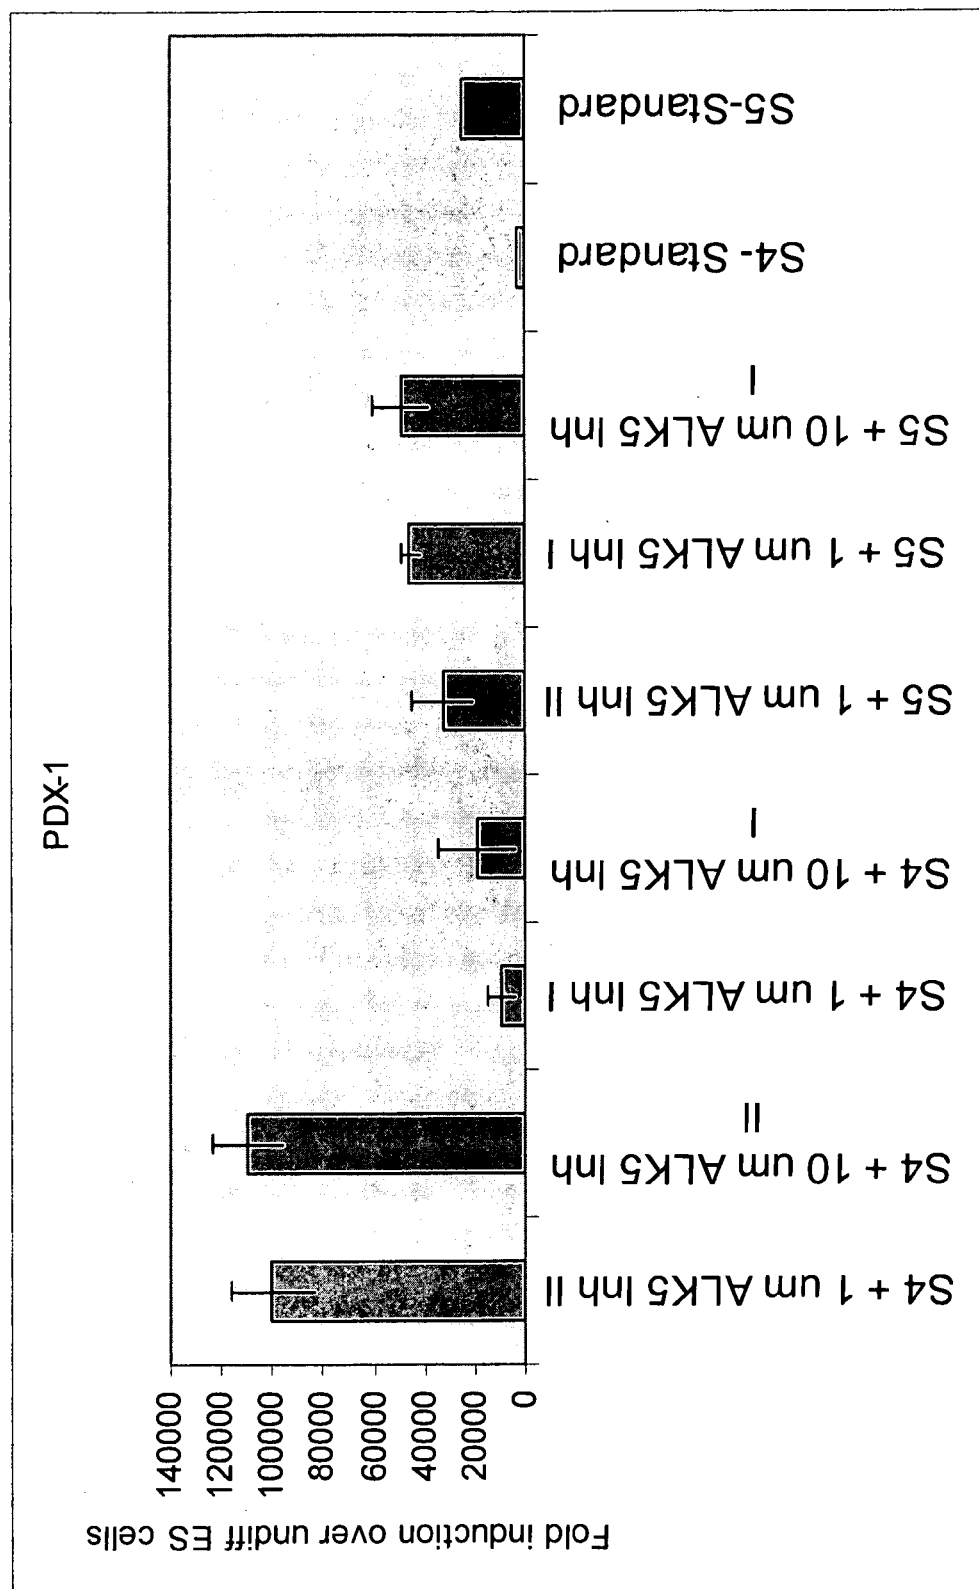 PDX-1
Fold induction over undiff ES cells
140000
120000
100000
80000
60000
40000
20000
0
S4 + 1 um ALK5 Inh II
S4 + 10 um ALK5 Inh
II
S4 + 1 um ALK5 Inh I
S4 + 10 um ALK5 Inh
I
S5 + 1 um ALK5 Inh II
S5 + 1 um ALK5 Inh I
S5 + 10 um ALK5 Inh
I
S4- Standard
S5-Standard